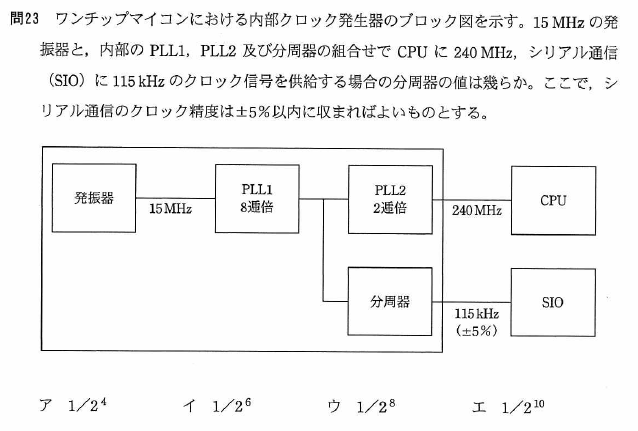 問23 ワンチップマイコンにおける内部クロック発生器のブロック図を示す。15 MHz の発
振器と，内部の PLL1，PLL2 及び分周器の組合せで CPU に 240 MHz，シリアル通信
（SIO）に 115 kHz のクロック信号を供給する場合の分周器の値は幾らか。ここで，シ
リアル通信のクロック精度は±5％以内に収まればよいものとする。
発振器
15 MHz
PLL1
8逓倍
PLL2
2逓倍
240 MHz
CPU
分周器
115 kHz
(±5%)
SIO
ア 1／2⁴ イ 1／2⁶ ウ 1／2⁸ エ 1／2¹⁰